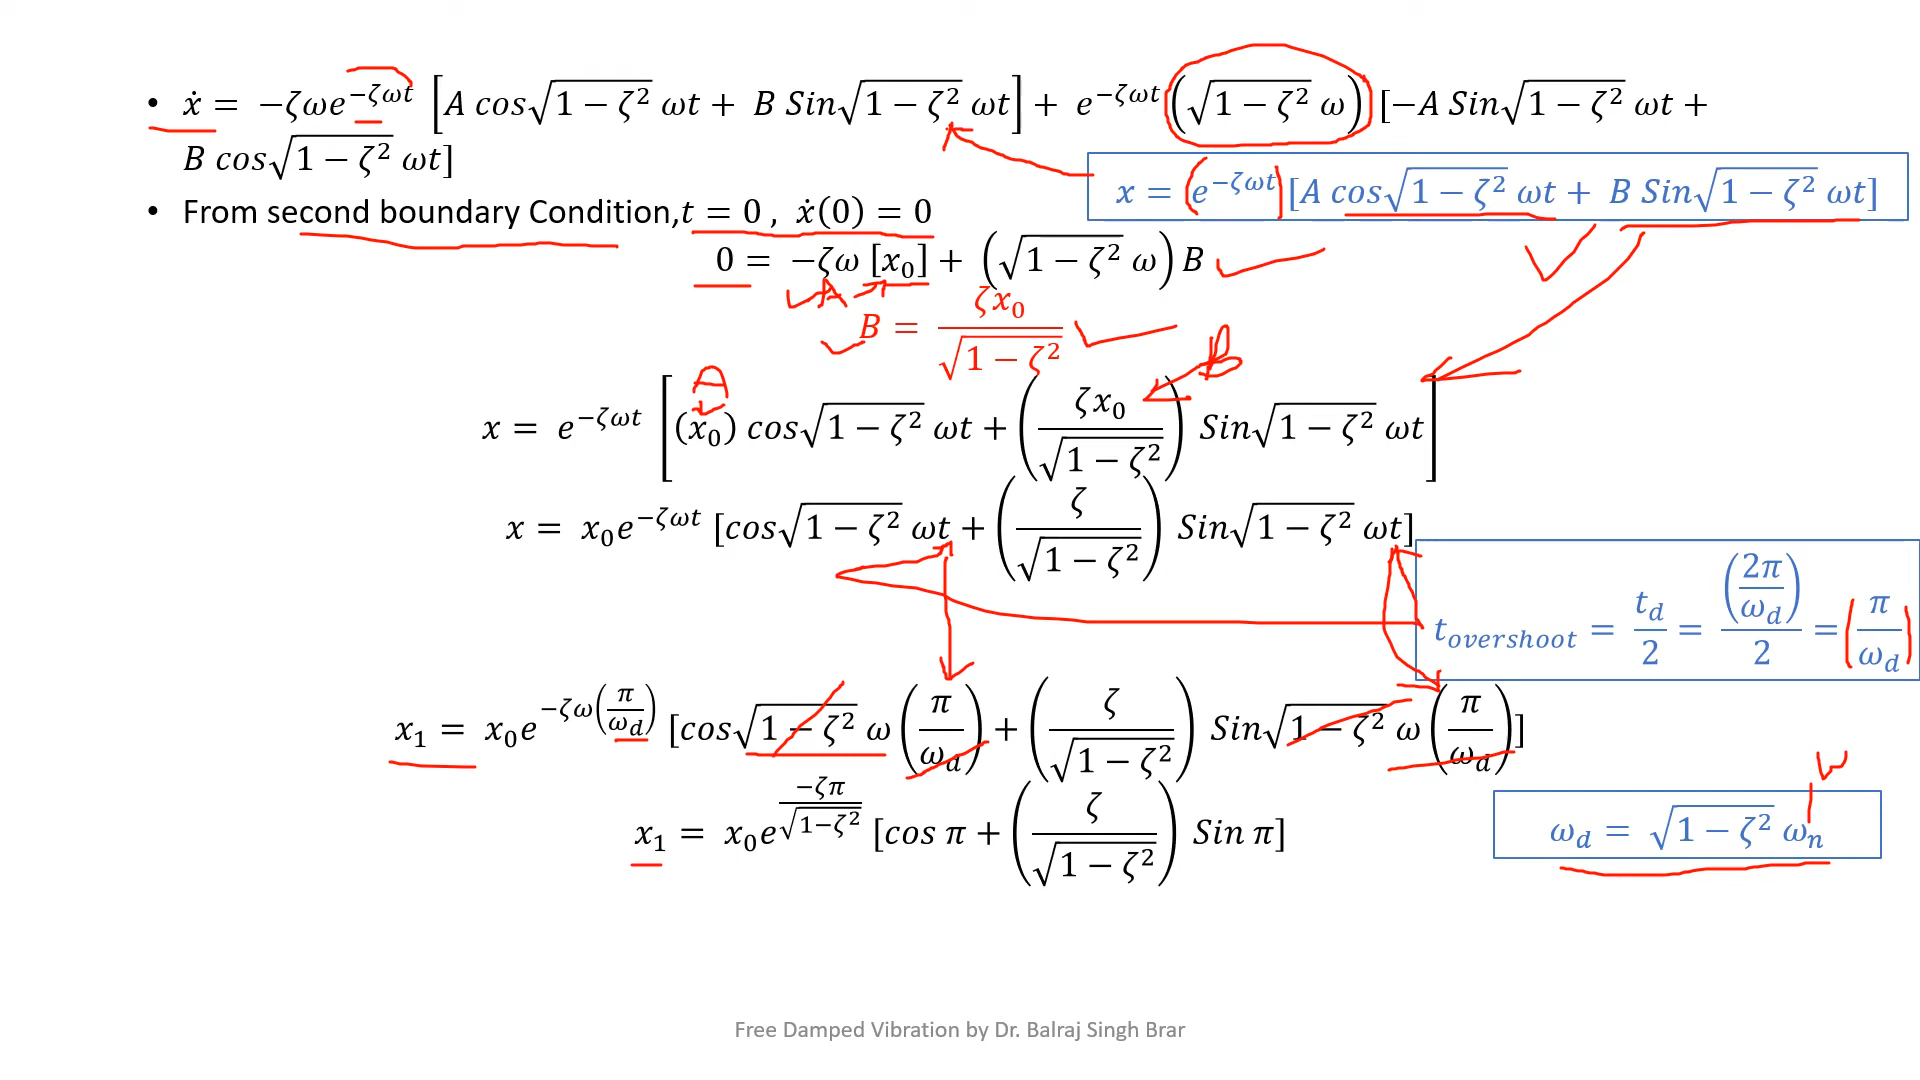 • ẋ = −ζωe^(−ζωt) [A cos√(1 − ζ²) ωt + B Sin√(1 − ζ²) ωt] + e^(−ζωt) (√(1 − ζ²) ω) [−A Sin√(1 − ζ²) ωt +
B cos√(1 − ζ²) ωt]
x = e^(−ζωt) [A cos√(1 − ζ²) ωt + B Sin√(1 − ζ²) ωt]
• From second boundary Condition, t = 0 , ẋ(0) = 0
0 = −ζω [x₀] + (√(1 − ζ²) ω) B
A
B = ζx₀ / √(1 − ζ²)
A
B
x = e^(−ζωt) [(x₀) cos√(1 − ζ²) ωt + (ζx₀ / √(1 − ζ²)) Sin√(1 − ζ²) ωt]
x = x₀e^(−ζωt) [cos√(1 − ζ²) ωt + (ζ / √(1 − ζ²)) Sin√(1 − ζ²) ωt]
t_overshoot = t_d / 2 = (2π / ω_d) / 2 = (π / ω_d)
x₁ = x₀e^(−ζω(π / ω_d)) [cos√(1 − ζ²) ω (π / ω_d) + (ζ / √(1 − ζ²)) Sin√(1 − ζ²) ω (π / ω_d)]
ω
x₁ = x₀e^(−ζπ / √(1−ζ²)) [cos π + (ζ / √(1 − ζ²)) Sin π]
ω_d = √(1 − ζ²) ω_n
Free Damped Vibration by Dr. Balraj Singh Brar